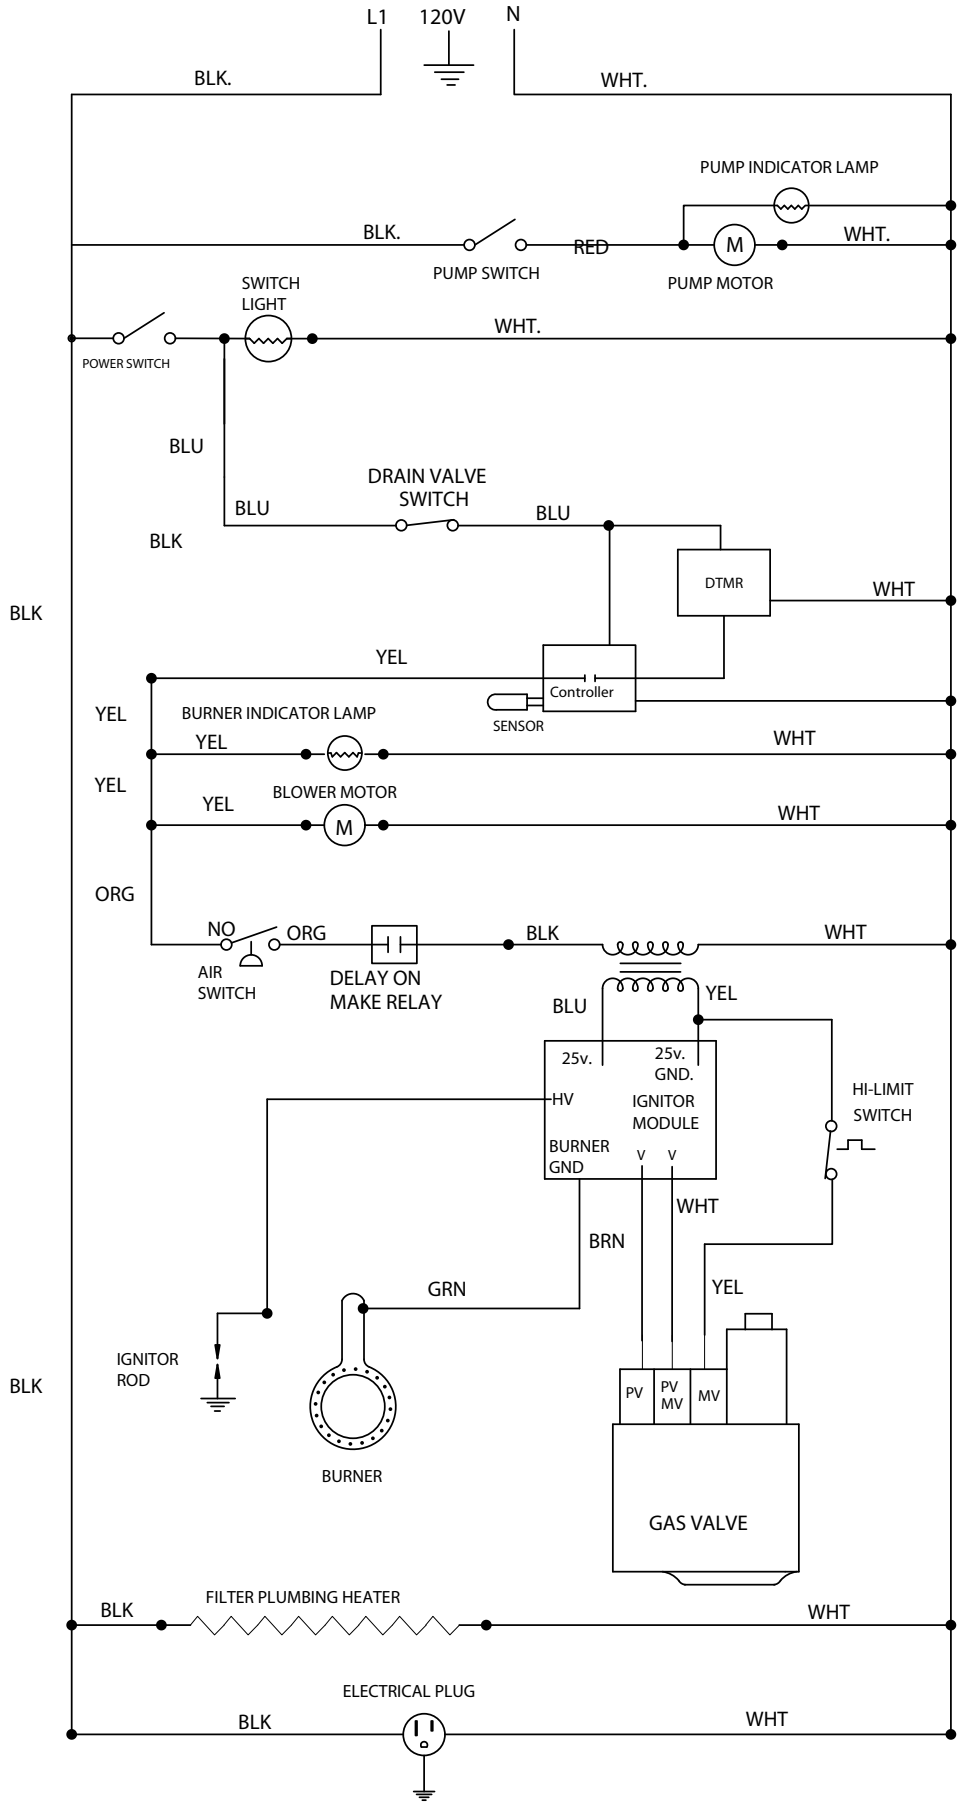 L1 120V N
BLK. WHT.
PUMP INDICATOR LAMP
BLK. RED M WHT.
PUMP SWITCH PUMP MOTOR
SWITCH
LIGHT
WHT.
POWER SWITCH
BLU
DRAIN VALVE
SWITCH
BLU BLU
BLK
DTMR
WHT
BLK
YEL
Controller
SENSOR
YEL
BURNER INDICATOR LAMP
YEL WHT
YEL
BLOWER MOTOR
YEL M WHT
ORG
NO ORG BLK WHT
AIR
SWITCH
DELAY ON
MAKE RELAY
BLU YEL
25v. 25v.
GND.
HV
IGNITOR
MODULE
HI-LIMIT
SWITCH
BURNER
GND
V V
WHT
BRN
GRN
YEL
IGNITOR
ROD
BLK
PV PV
MV MV
BURNER
GAS VALVE
FILTER PLUMBING HEATER
BLK WHT
ELECTRICAL PLUG
BLK WHT